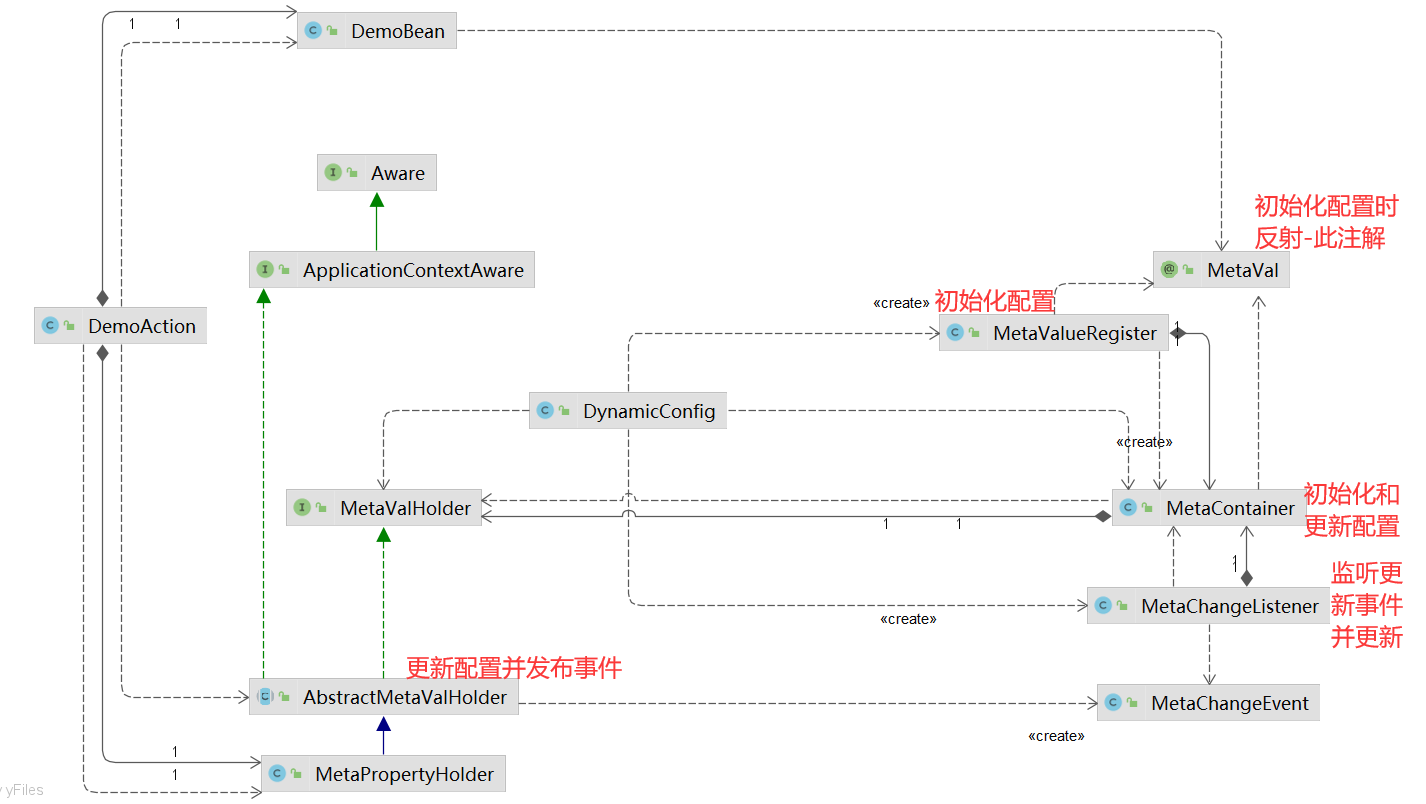 1
1
C DemoBean
I Aware
初始化配置时
反射-此注解
I ApplicationContextAware
@ MetaVal
«create» 初始化配置
C DemoAction
C MetaValueRegister
1
C DynamicConfig
«create»
I MetaValHolder
C MetaContainer
初始化和
更新配置
1
1
1
监听更
新事件
并更新
C MetaChangeListener
«create»
更新配置并发布事件
C AbstractMetaValHolder
C MetaChangeEvent
«create»
1
1
C MetaPropertyHolder
yFiles